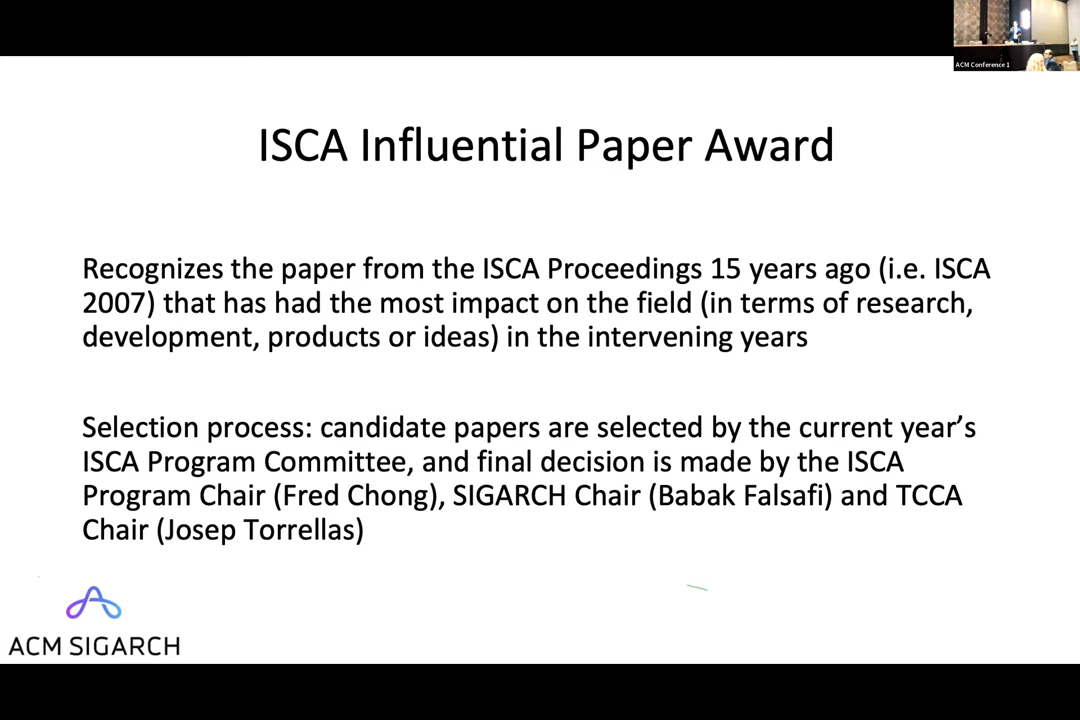 ACM Conference 1
ISCA Influential Paper Award
Recognizes the paper from the ISCA Proceedings 15 years ago (i.e. ISCA
2007) that has had the most impact on the field (in terms of research,
development, products or ideas) in the intervening years
Selection process: candidate papers are selected by the current year’s
ISCA Program Committee, and final decision is made by the ISCA
Program Chair (Fred Chong), SIGARCH Chair (Babak Falsafi) and TCCA
Chair (Josep Torrellas)
ACM SIGARCH